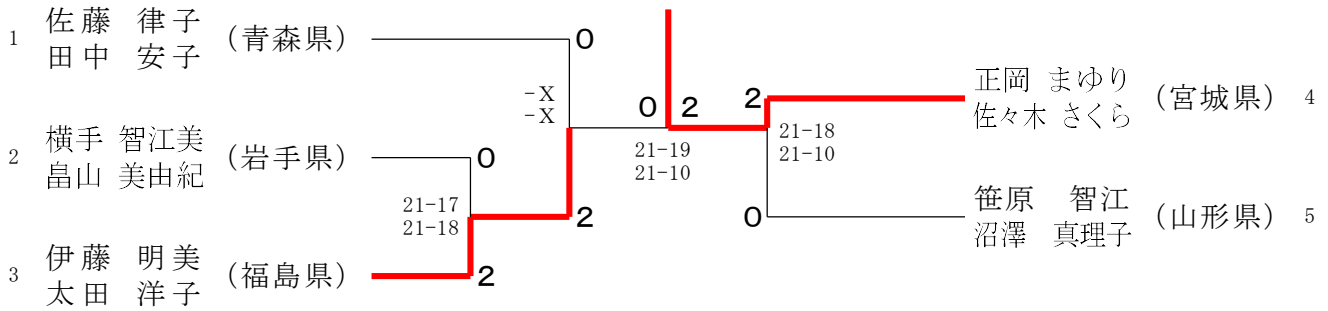 1 佐藤 律子 (青森県) 0
田中 安子
-X
-X
2 横手 智江美 (岩手県) 0
畠山 美由紀
21-17
21-18
2
3 伊藤 明美 (福島県) 2
太田 洋子
0 2
21-19
21-10
2 正岡 まゆり (宮城県) 4
佐々木 さくら
21-18
21-10
0 笹原 智江 (山形県) 5
沼澤 真理子